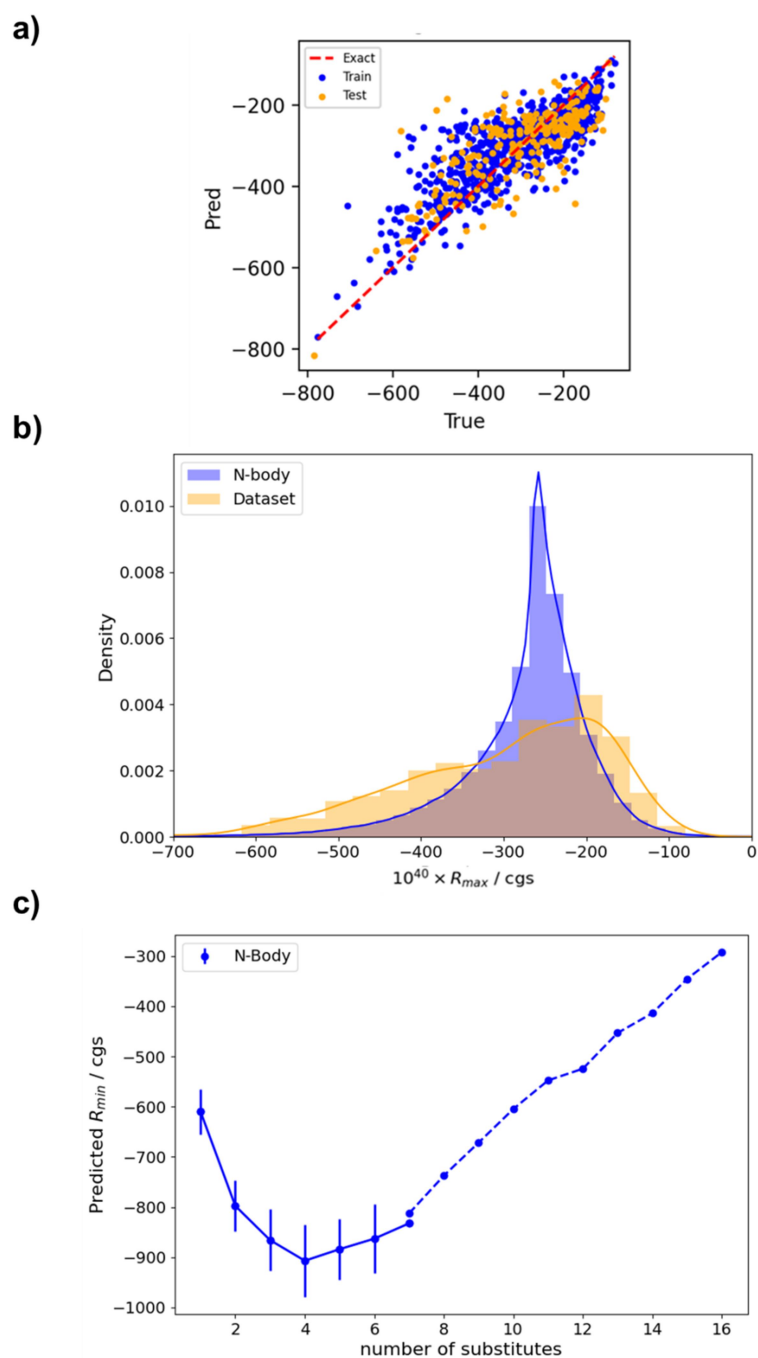 a)
Exact
Train
Test
−200
−400
−600
−800
Pred
−800 −600 −400 −200
True
b)
N-body
Dataset
0.010
0.008
0.006
0.004
0.002
0.000
Density
−700 −600 −500 −400 −300 −200 −100 0
10⁴⁰ × R_max / cgs
c)
N-Body
−300
−400
−500
−600
−700
−800
−900
−1000
Predicted R_min / cgs
2 4 6 8 10 12 14 16
number of substitutes